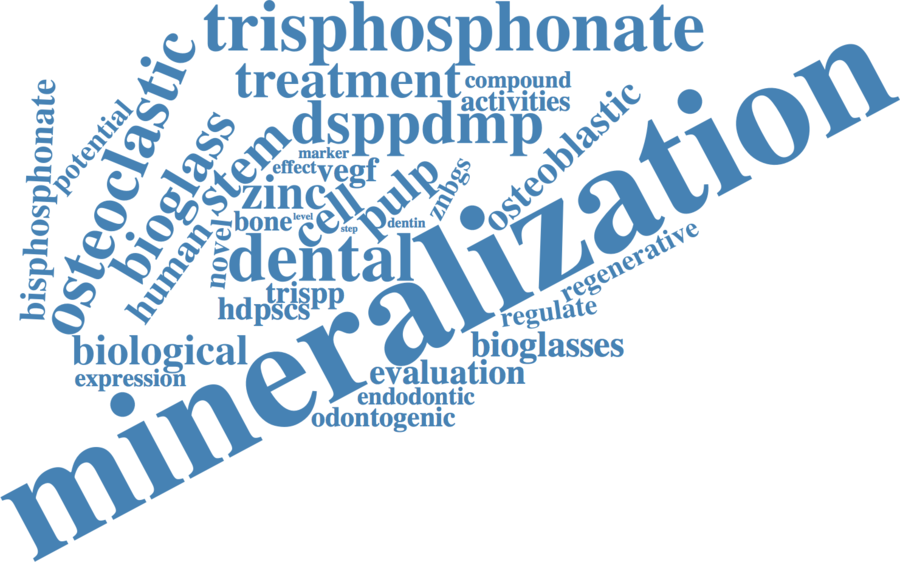 trisphosphonate
treatment
compound
activities
dsppdmp
osteoclastic
bisphosphonate
potential
bioglass
stem
human
marker
effect
vegf
zinc
cell
pulp
znbgs
osteoblastic
mineralization
bone
level
step
dentin
novel
dental
trispp
hdpscs
regenerative
regulate
biological
expression
bioglasses
evaluation
endodontic
odontogenic